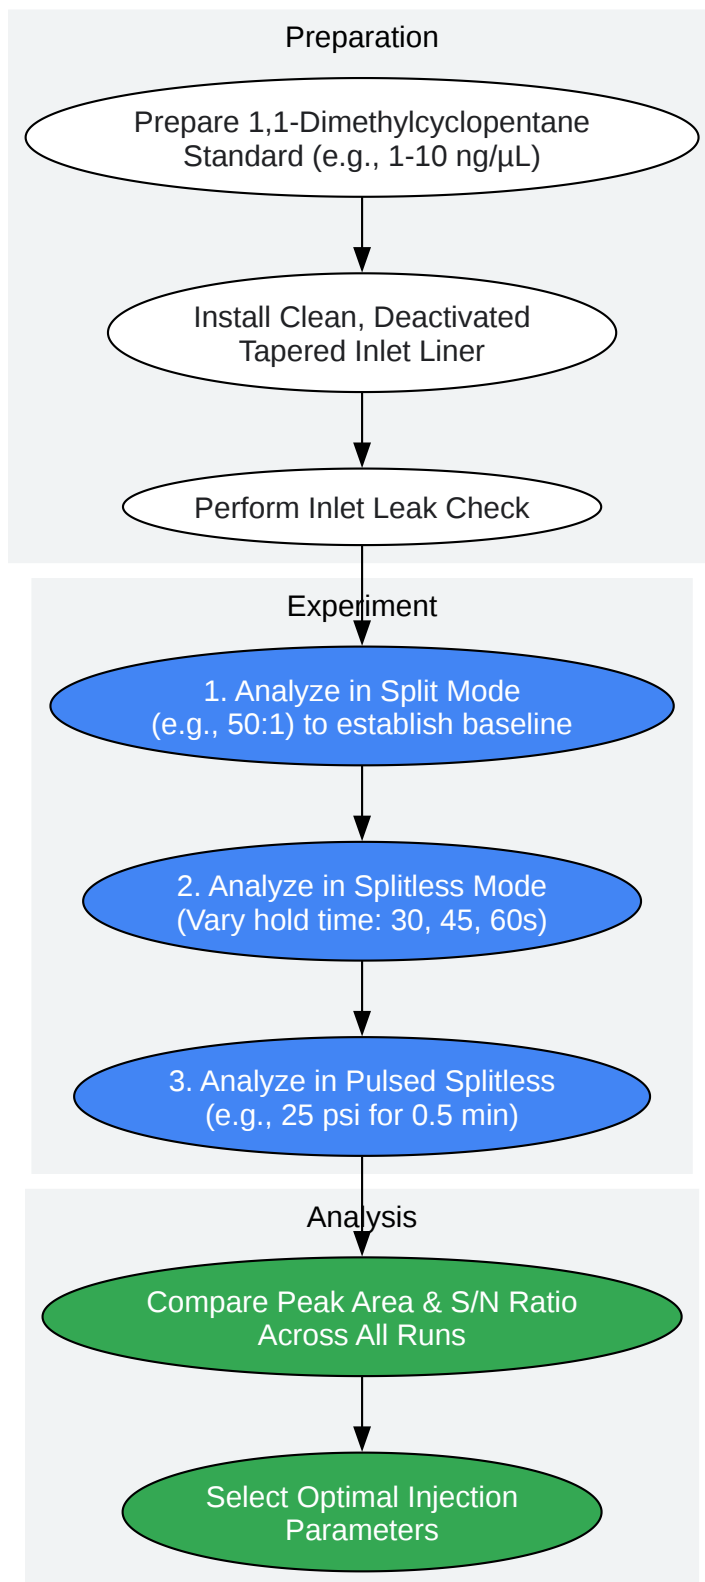 Preparation
Prepare 1,1-Dimethylcyclopentane
Standard (e.g., 1-10 ng/µL)
Install Clean, Deactivated
Tapered Inlet Liner
Perform Inlet Leak Check
Experiment
1. Analyze in Split Mode
(e.g., 50:1) to establish baseline
2. Analyze in Splitless Mode
(Vary hold time: 30, 45, 60s)
3. Analyze in Pulsed Splitless
(e.g., 25 psi for 0.5 min)
Analysis
Compare Peak Area & S/N Ratio
Across All Runs
Select Optimal Injection
Parameters